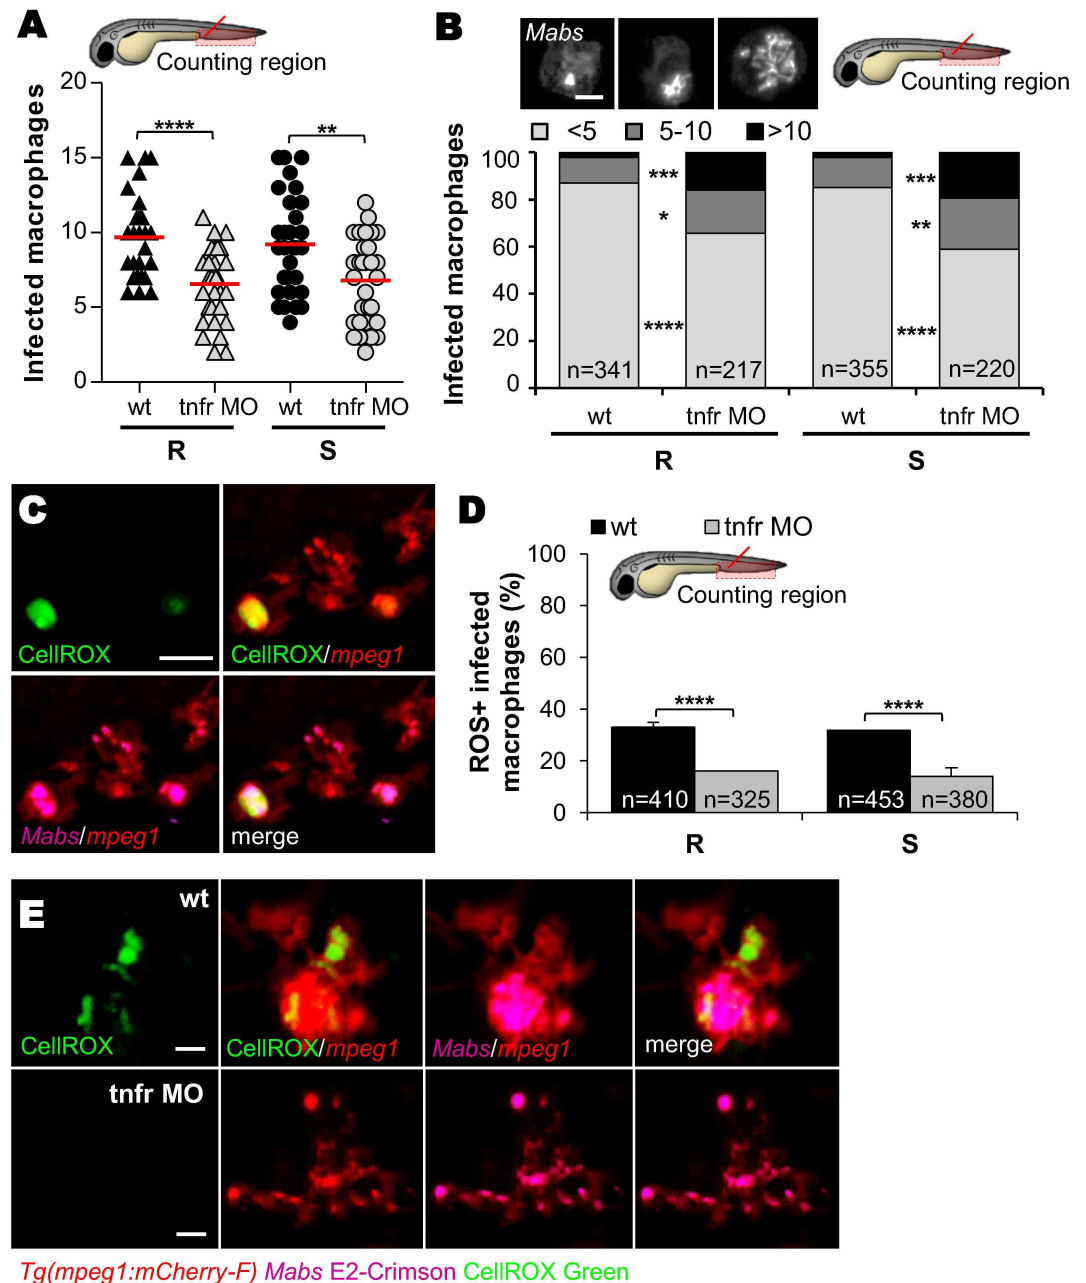 A
Counting region
Infected macrophages
20
15
10
5
0
****
**
wt
tnfr MO
wt
tnfr MO
R
S
B
Mabs
Counting region
<5
5-10
>10
Infected macrophages
100
80
60
40
20
0
***
*
****
***
**
****
n=341
n=217
n=355
n=220
wt
tnfr MO
wt
tnfr MO
R
S
C
CellROX
CellROX/mpeg1
Mabs/mpeg1
merge
D
wt
tnfr MO
Counting region
ROS+ infected
macrophages (%)
100
80
60
40
20
0
****
****
n=410
n=325
n=453
n=380
R
S
E
wt
CellROX
CellROX/mpeg1
Mabs/mpeg1
merge
tnfr MO
Tg(mpeg1:mCherry-F) Mabs E2-Crimson CellROX Green